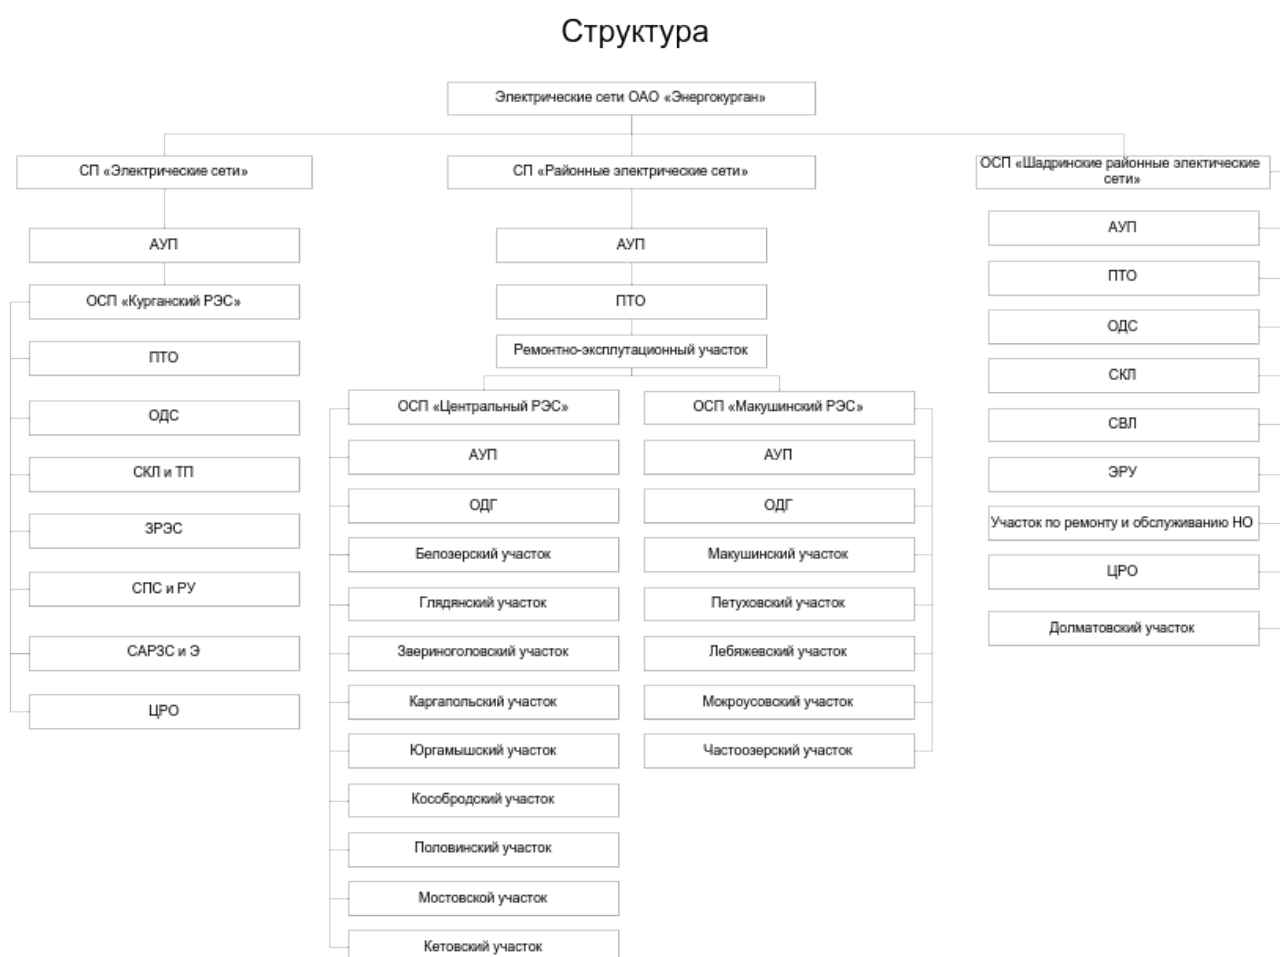 Структура
Электрические сети ОАО «Энергокурган»
СП «Электрические сети»
АУП
ОСП «Курганский РЭС»
ПТО
ОДС
СКЛ и ТП
ЗРЭС
СПС и РУ
САРЗС и Э
ЦРО
СП «Районные электрические сети»
АУП
ПТО
Ремонтно-эксплутационный участок
ОСП «Центральный РЭС»
АУП
ОДГ
Белозерский участок
Глядянский участок
Звериноголовский участок
Каргапольский участок
Юргамышский участок
Кособродский участок
Половинский участок
Мостовской участок
Кетовский участок
ОСП «Макушинский РЭС»
АУП
ОДГ
Макушинский участок
Петуховский участок
Лебяжевский участок
Мокроусовский участок
Частоозерский участок
ОСП «Шадринские районные электические
сети»
АУП
ПТО
ОДС
СКЛ
СВЛ
ЭРУ
Участок по ремонту и обслуживанию НО
ЦРО
Долматовский участок